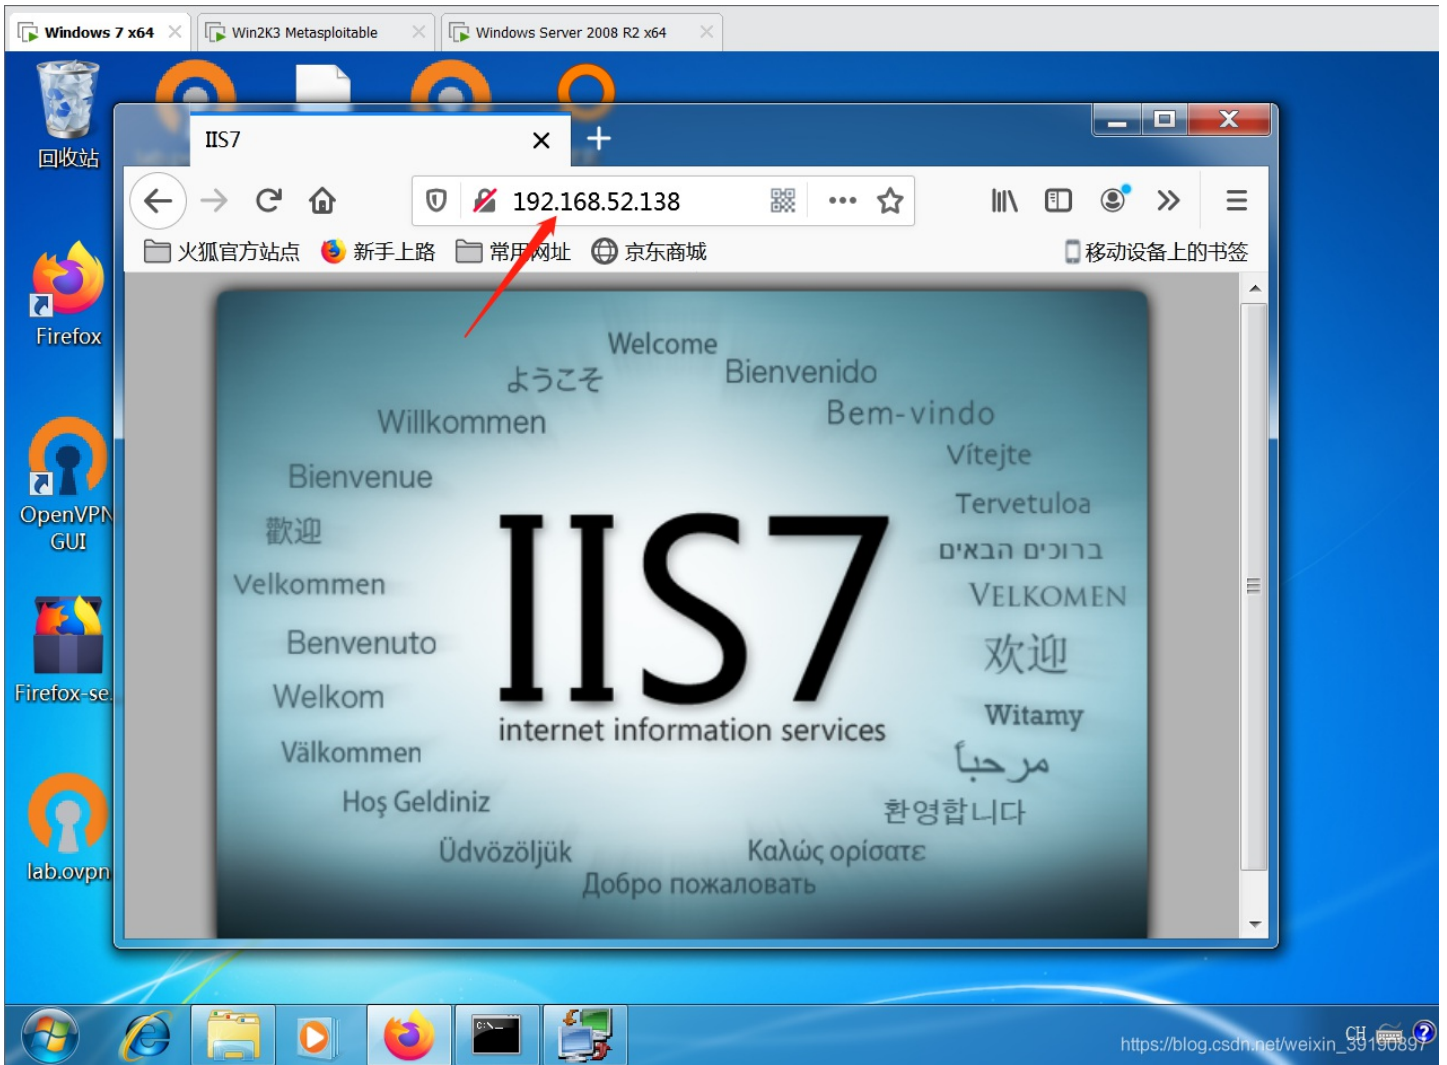 Windows 7 x64
Win2K3 Metasploitable
Windows Server 2008 R2 x64
回收站
IIS7
192.168.52.138
火狐官方站点
新手上路
常用网址
京东商城
移动设备上的书签
Firefox
OpenVPN
GUI
Firefox-se.
lab.ovpn
Welcome
ようこそ
Bienvenido
Willkommen
Bem-vindo
Vítejte
Bienvenue
Tervetuloa
歡迎
ברוכים הבאים
Velkommen
VELKOMEN
Benvenuto
欢迎
Welkom
Witamy
IIS7
internet information services
Välkommen
مرحباً
Hoş Geldiniz
환영합니다
Üdvözöljük
Καλώς ορίσατε
Добро пожаловать
C:\_
CH
https://blog.csdn.net/weixin_39190897